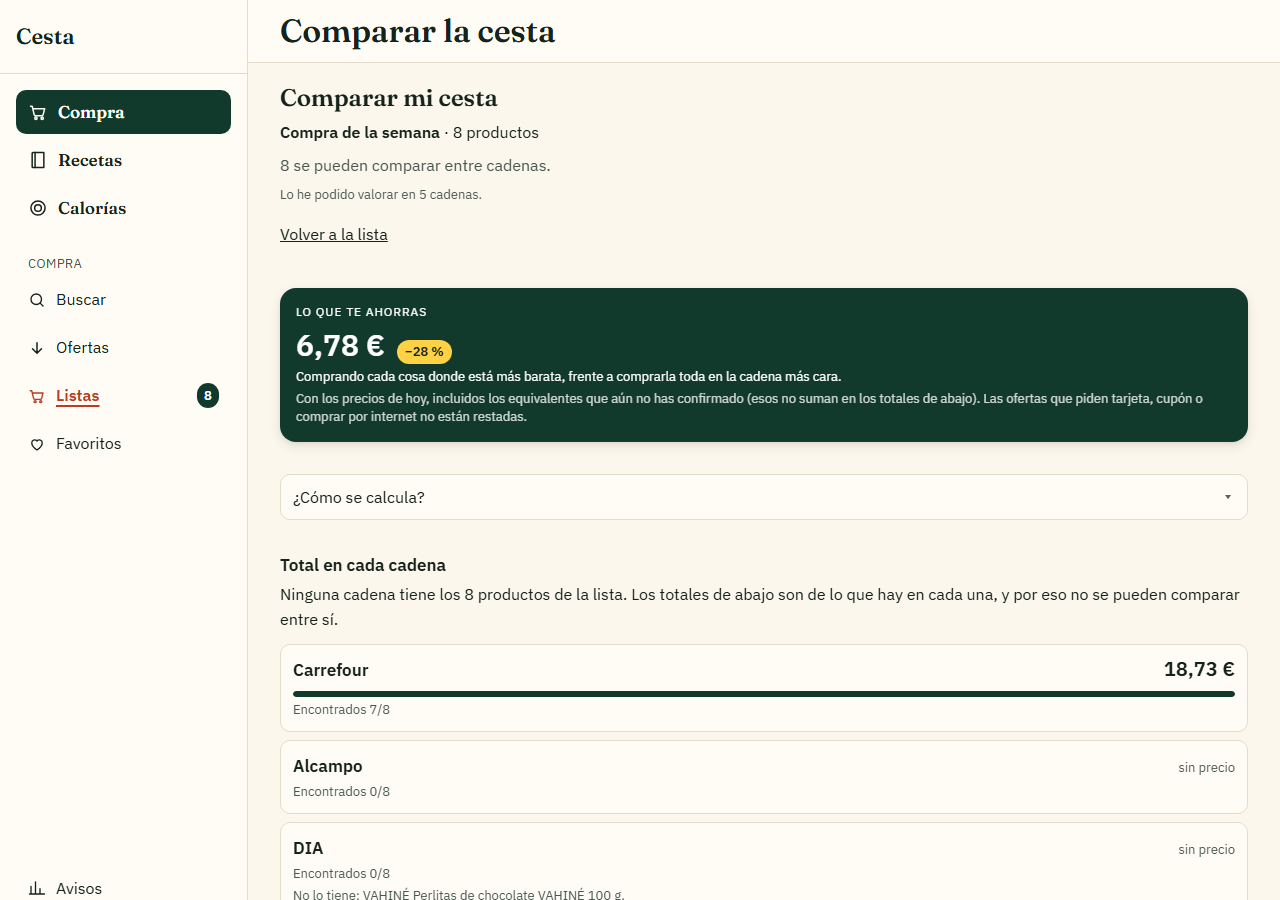 Cesta
Comparar la cesta
Compra
Recetas
Calorías
COMPRA
Buscar
Ofertas
Listas
8
Favoritos
Avisos
Comparar mi cesta
Compra de la semana · 8 productos
8 se pueden comparar entre cadenas.
Lo he podido valorar en 5 cadenas.
Volver a la lista
LO QUE TE AHORRAS
6,78 € −28 %
Comprando cada cosa donde está más barata, frente a comprarla toda en la cadena más cara.
Con los precios de hoy, incluidos los equivalentes que aún no has confirmado (esos no suman en los totales de abajo). Las ofertas que piden tarjeta, cupón o
comprar por internet no están restadas.
¿Cómo se calcula?
Total en cada cadena
Ninguna cadena tiene los 8 productos de la lista. Los totales de abajo son de lo que hay en cada una, y por eso no se pueden comparar
entre sí.
Carrefour 18,73 €
Encontrados 7/8
Alcampo sin precio
Encontrados 0/8
DIA sin precio
Encontrados 0/8
No lo tiene: VAHINÉ Perlitas de chocolate VAHINÉ 100 g.